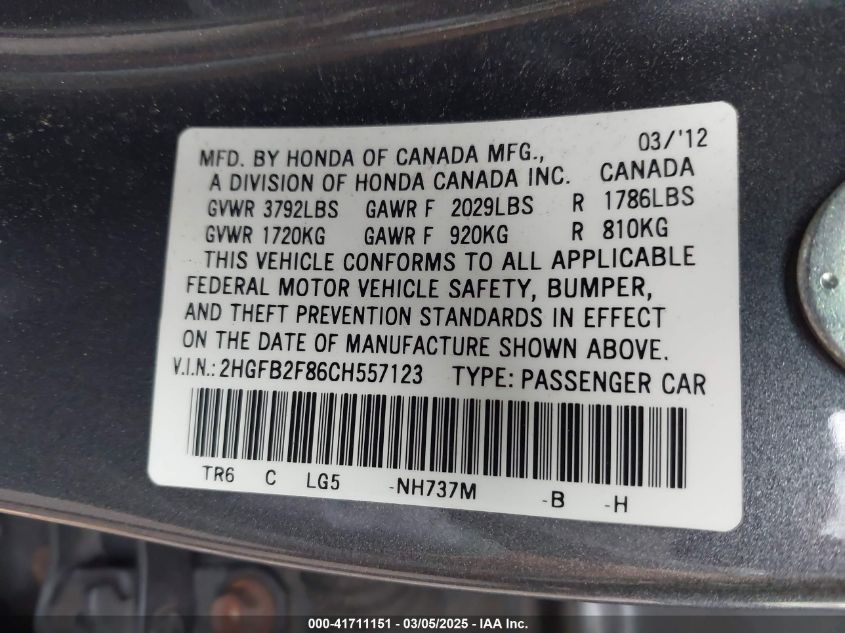 MFD. BY HONDA OF CANADA MFG., 03/'12
A DIVISION OF HONDA CANADA INC. CANADA
GVWR 3792LBS GAWR F 2029LBS R 1786LBS
GVWR 1720KG GAWR F 920KG R 810KG
THIS VEHICLE CONFORMS TO ALL APPLICABLE
FEDERAL MOTOR VEHICLE SAFETY, BUMPER,
AND THEFT PREVENTION STANDARDS IN EFFECT
ON THE DATE OF MANUFACTURE SHOWN ABOVE.
V.I.N.: 2HGFB2F86CH557123 TYPE: PASSENGER CAR
TR6 C LG5 -NH737M -B -H
000-41711151 - 03/05/2025 - IAA Inc.